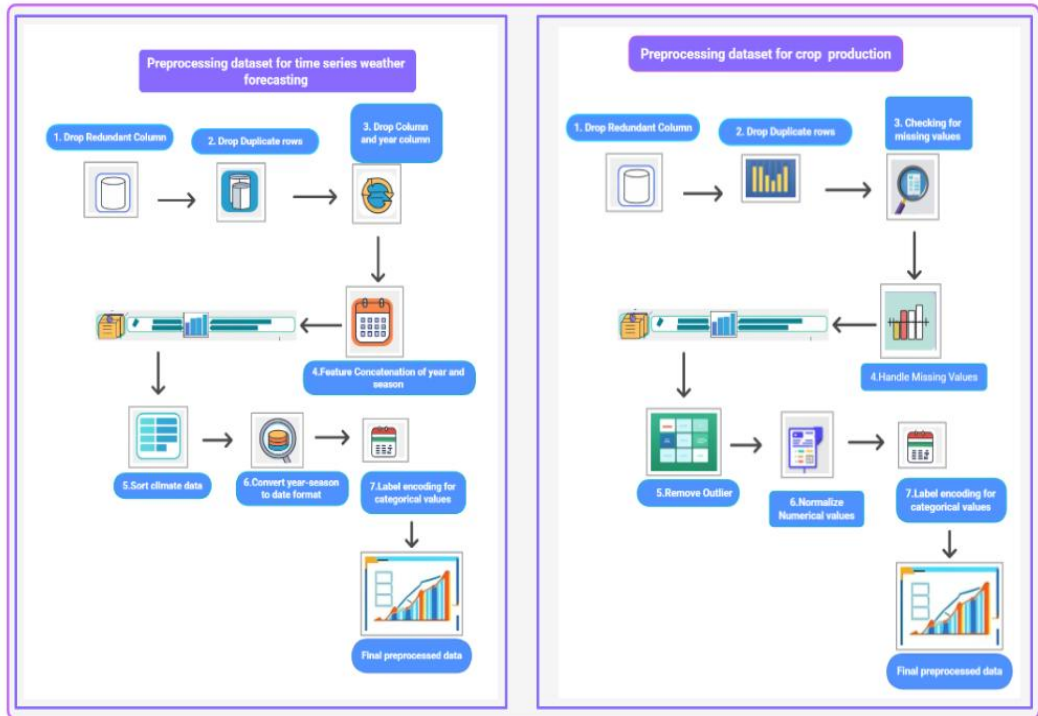 Preprocessing dataset for time series weather
forecasting
1. Drop Redundant Column
2. Drop Duplicate rows
3. Drop Column
and year column
4.Feature Concatenation of year and
season
5.Sort climate data
6.Convert year-season
to date format
7.Label encoding for
categorical values
Final preprocessed data
Preprocessing dataset for crop production
1. Drop Redundant Column
2. Drop Duplicate rows
3. Checking for
missing values
4.Handle Missing Values
5.Remove Outlier
6.Normalize
Numerical values
7.Label encoding for
categorical values
Final preprocessed data